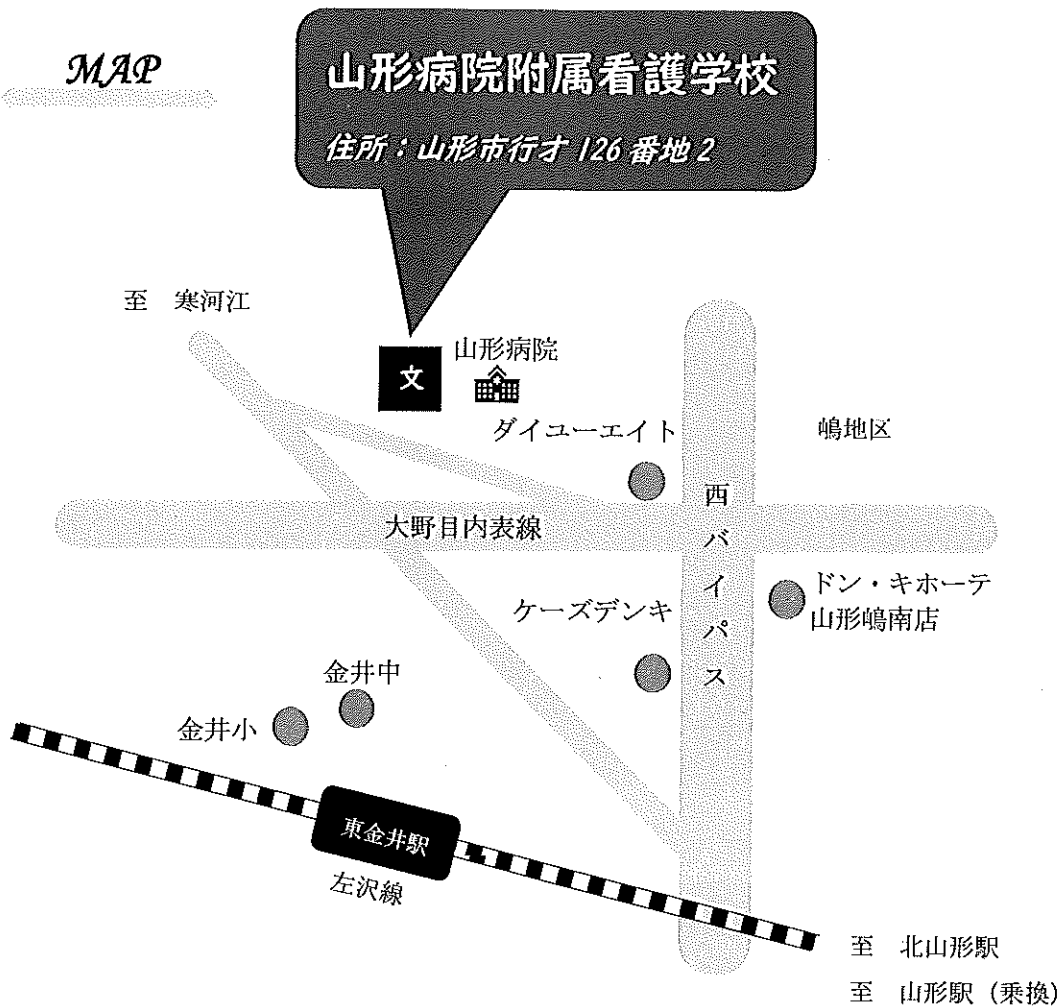 MAP
山形病院附属看護学校
住所：山形市行才126番地2
至　寒河江
文
山形病院
ダイユーエイト
嶋地区
西バイパス
大野目内表線
ドン・キホーテ
山形嶋南店
ケーズデンキ
金井中
金井小
東金井駅
左沢線
至　北山形駅
至　山形駅（乗換）